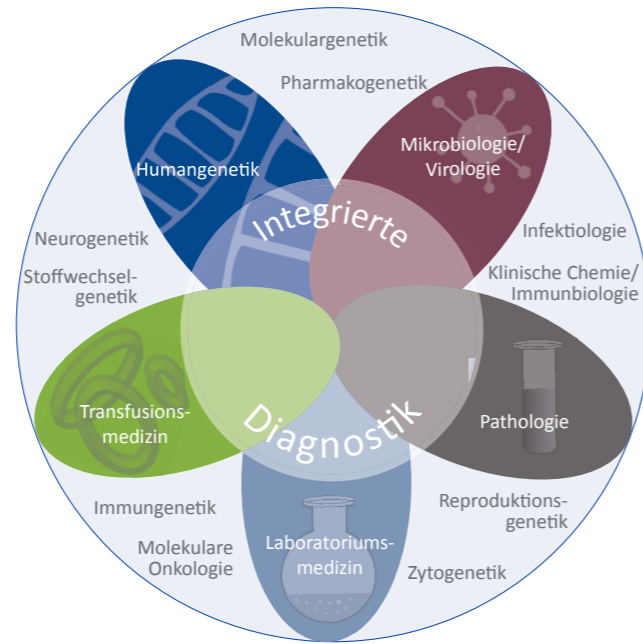 Molekulargenetik
Pharmakogenetik
Humangenetik
Mikrobiologie/
Virologie
Integrierte
Neurogenetik
Infektiologie
Stoffwechsel-
genetik
Klinische Chemie/
Immunbiologie
Transfusions-
medizin
Diagnostik
Pathologie
Immungenetik
Reproduktions-
genetik
Molekulare
Onkologie
Laboratoriums-
medizin
Zytogenetik